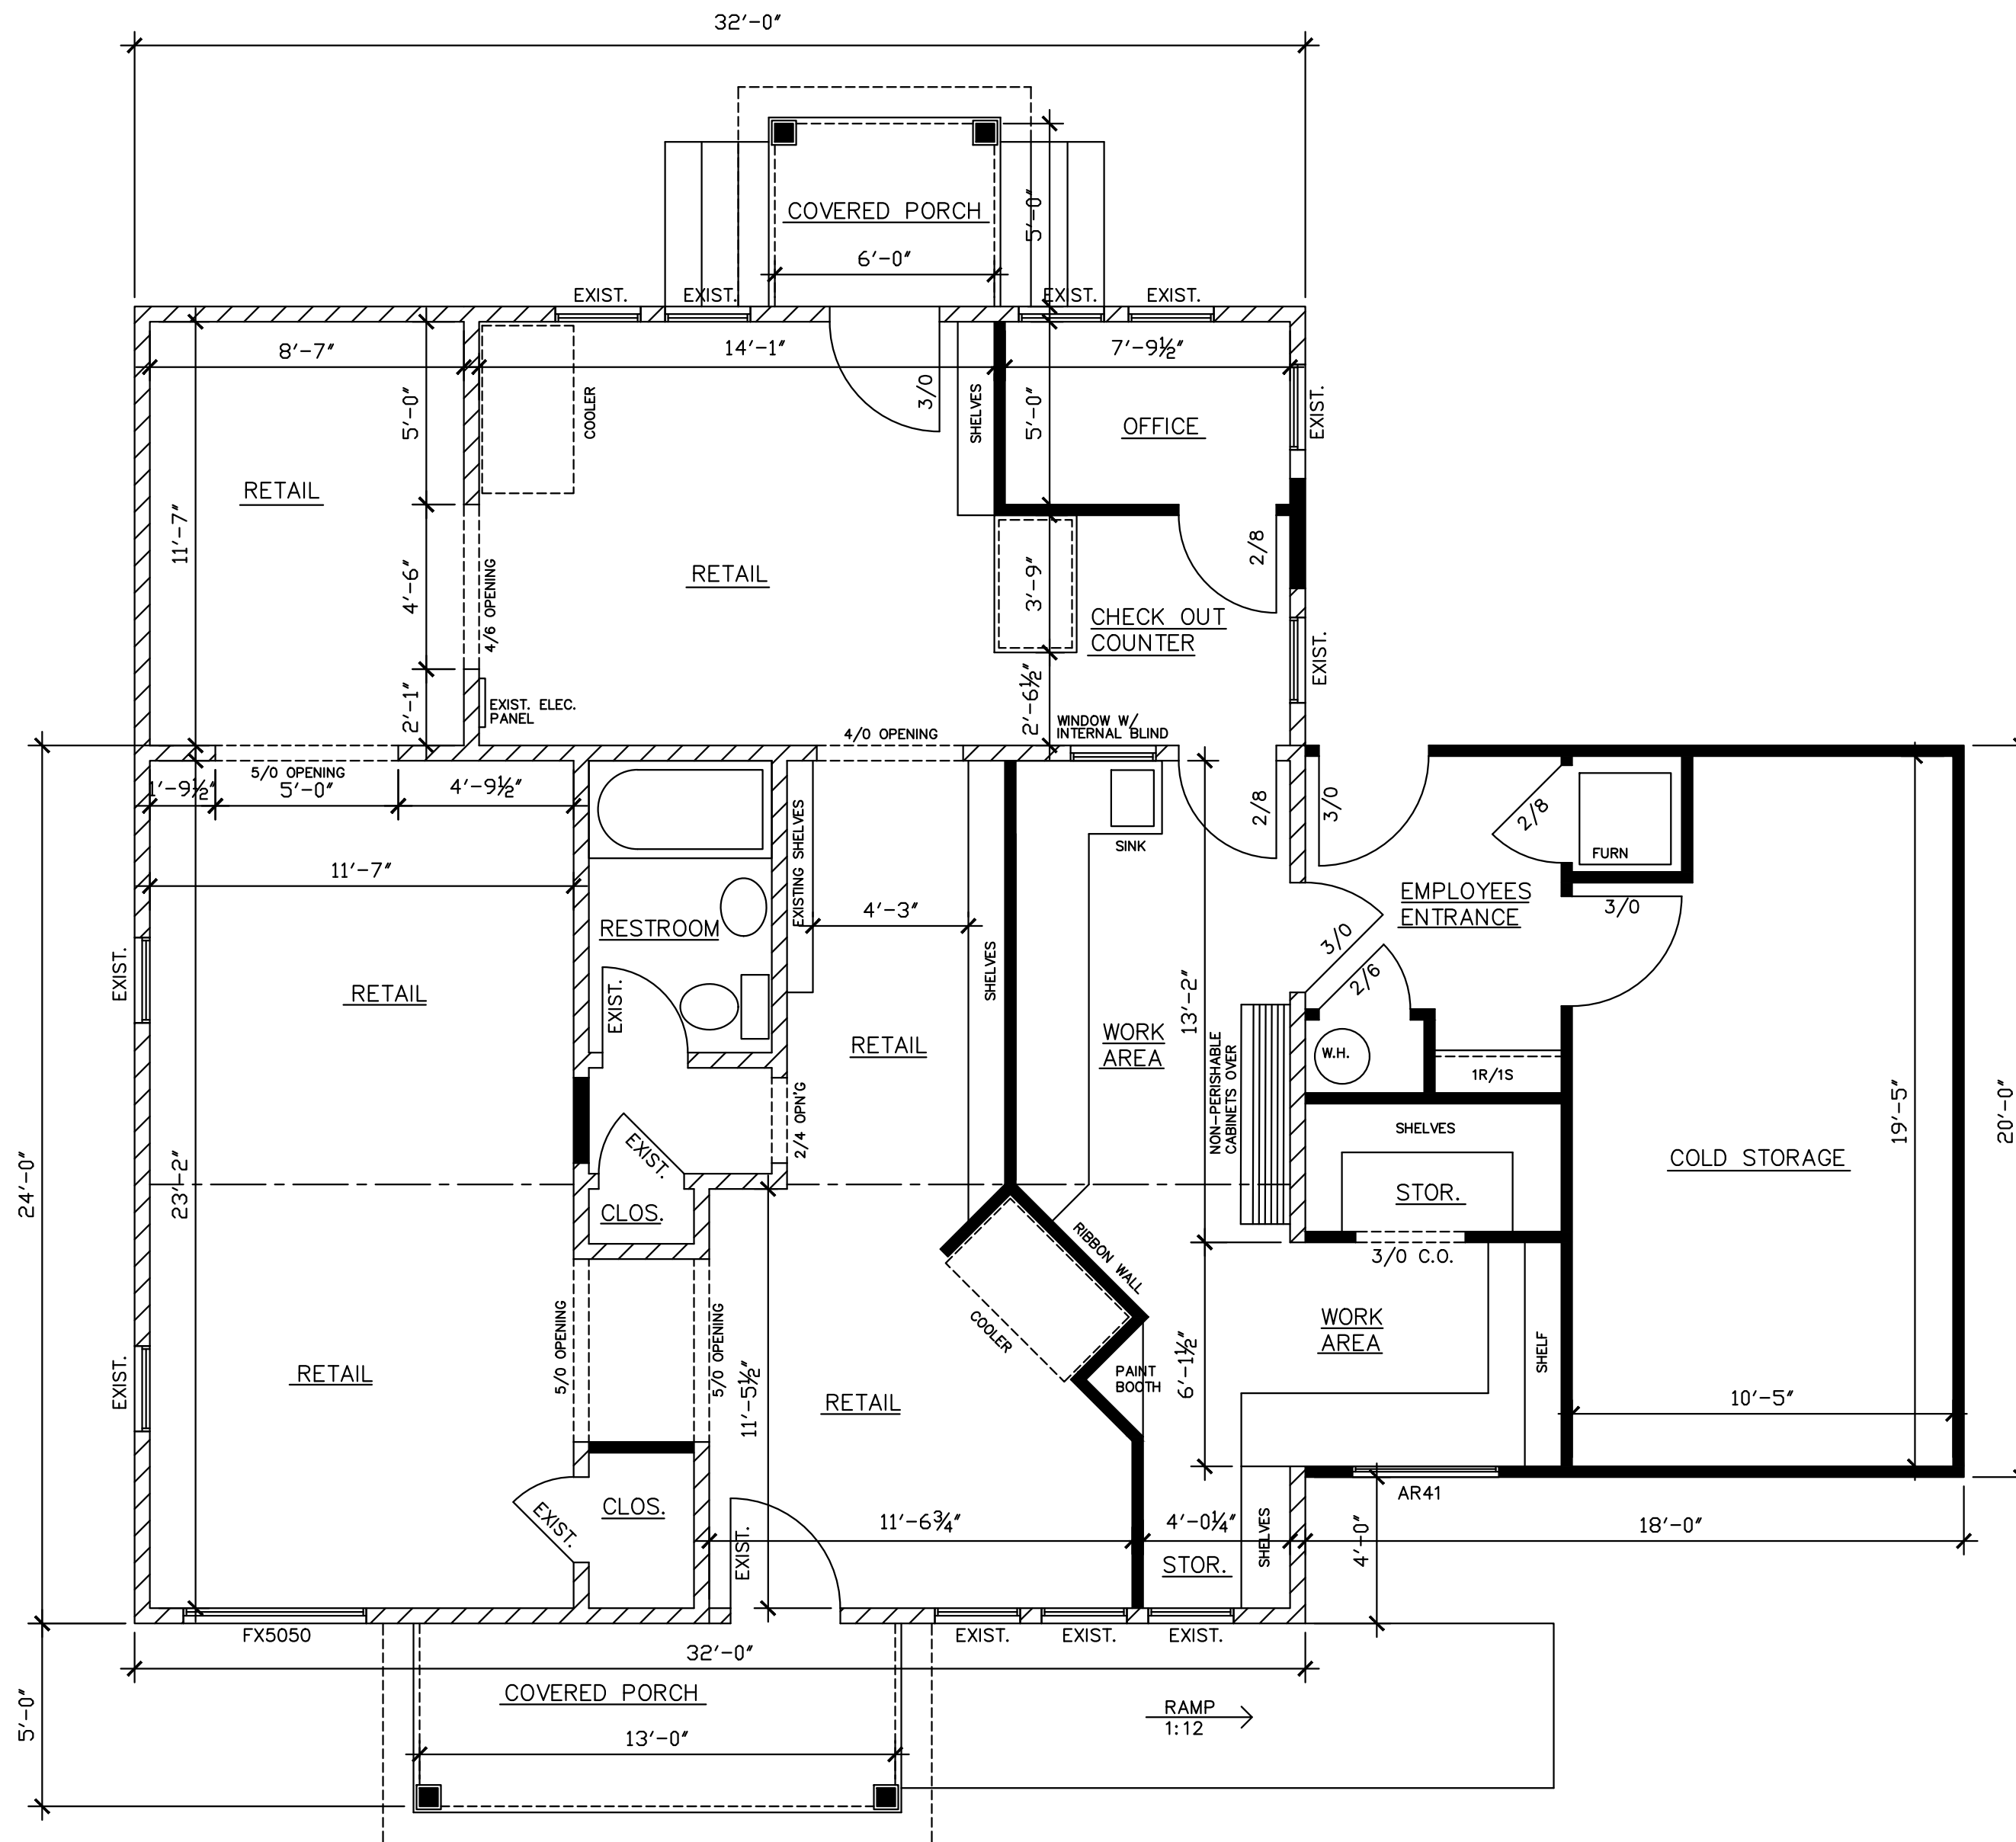 32'-0"
COVERED PORCH
5'-0"
6'-0"
EXIST.
EXIST.
EXIST.
EXIST.
8'-7"
14'-1"
7'-9½"
5'-0"
COOLER
3/0
SHELVES
5'-0"
OFFICE
EXIST.
RETAIL
11'-7"
4'-6"
4/6 OPENING
RETAIL
3'-9"
2/8
CHECK OUT
COUNTER
EXIST.
2'-1"
EXIST. ELEC.
PANEL
2'-6½"
4/0 OPENING
WINDOW W/
INTERNAL BLIND
5/0 OPENING
1'-9½"
5'-0"
4'-9½"
EXISTING SHELVES
SINK
2/8
3/0
2/8
FURN
11'-7"
4'-3"
EMPLOYEES
ENTRANCE
3/0
RESTROOM
SHELVES
3/0
2/6
EXIST.
RETAIL
EXIST.
RETAIL
WORK
AREA
13'-2"
NON-PERISHABLE
CABINETS OVER
W.H.
1R/1S
2/4 OPN'G
SHELVES
19'-5"
20'-0"
COLD STORAGE
24'-0"
23'-2"
EXIST.
CLOS.
STOR.
RIBBON WALL
3/0 C.O.
COOLER
WORK
AREA
SHELF
EXIST.
RETAIL
5/0 OPENING
5/0 OPENING
11'-5½"
RETAIL
PAINT
BOOTH
6'-1½"
10'-5"
EXIST.
CLOS.
EXIST.
11'-6¾"
4'-0¼"
STOR.
SHELVES
AR41
4'-0"
18'-0"
FX5050
EXIST.
EXIST.
EXIST.
32'-0"
5'-0"
COVERED PORCH
RAMP
1:12
13'-0"